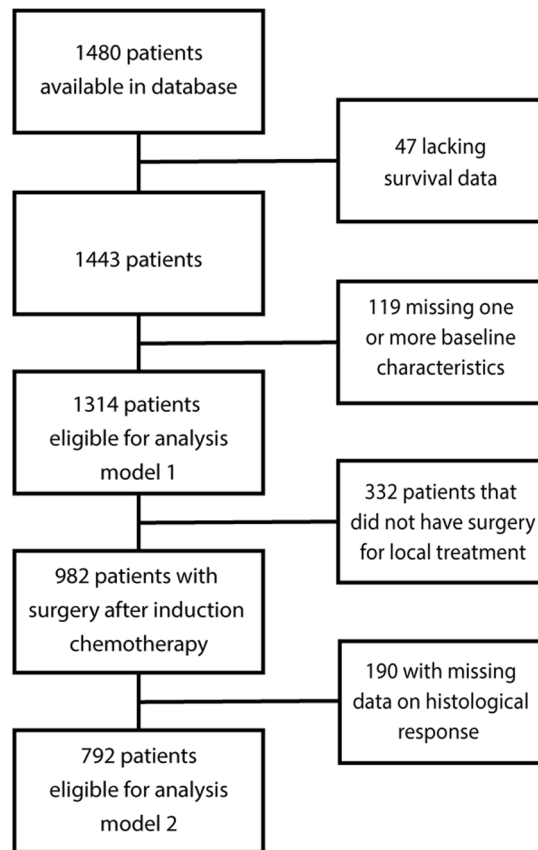 1480 patients
available in database
47 lacking
survival data
1443 patients
119 missing one
or more baseline
characteristics
1314 patients
eligible for analysis
model 1
332 patients that
did not have surgery
for local treatment
982 patients with
surgery after induction
chemotherapy
190 with missing
data on histological
response
792 patients
eligible for analysis
model 2